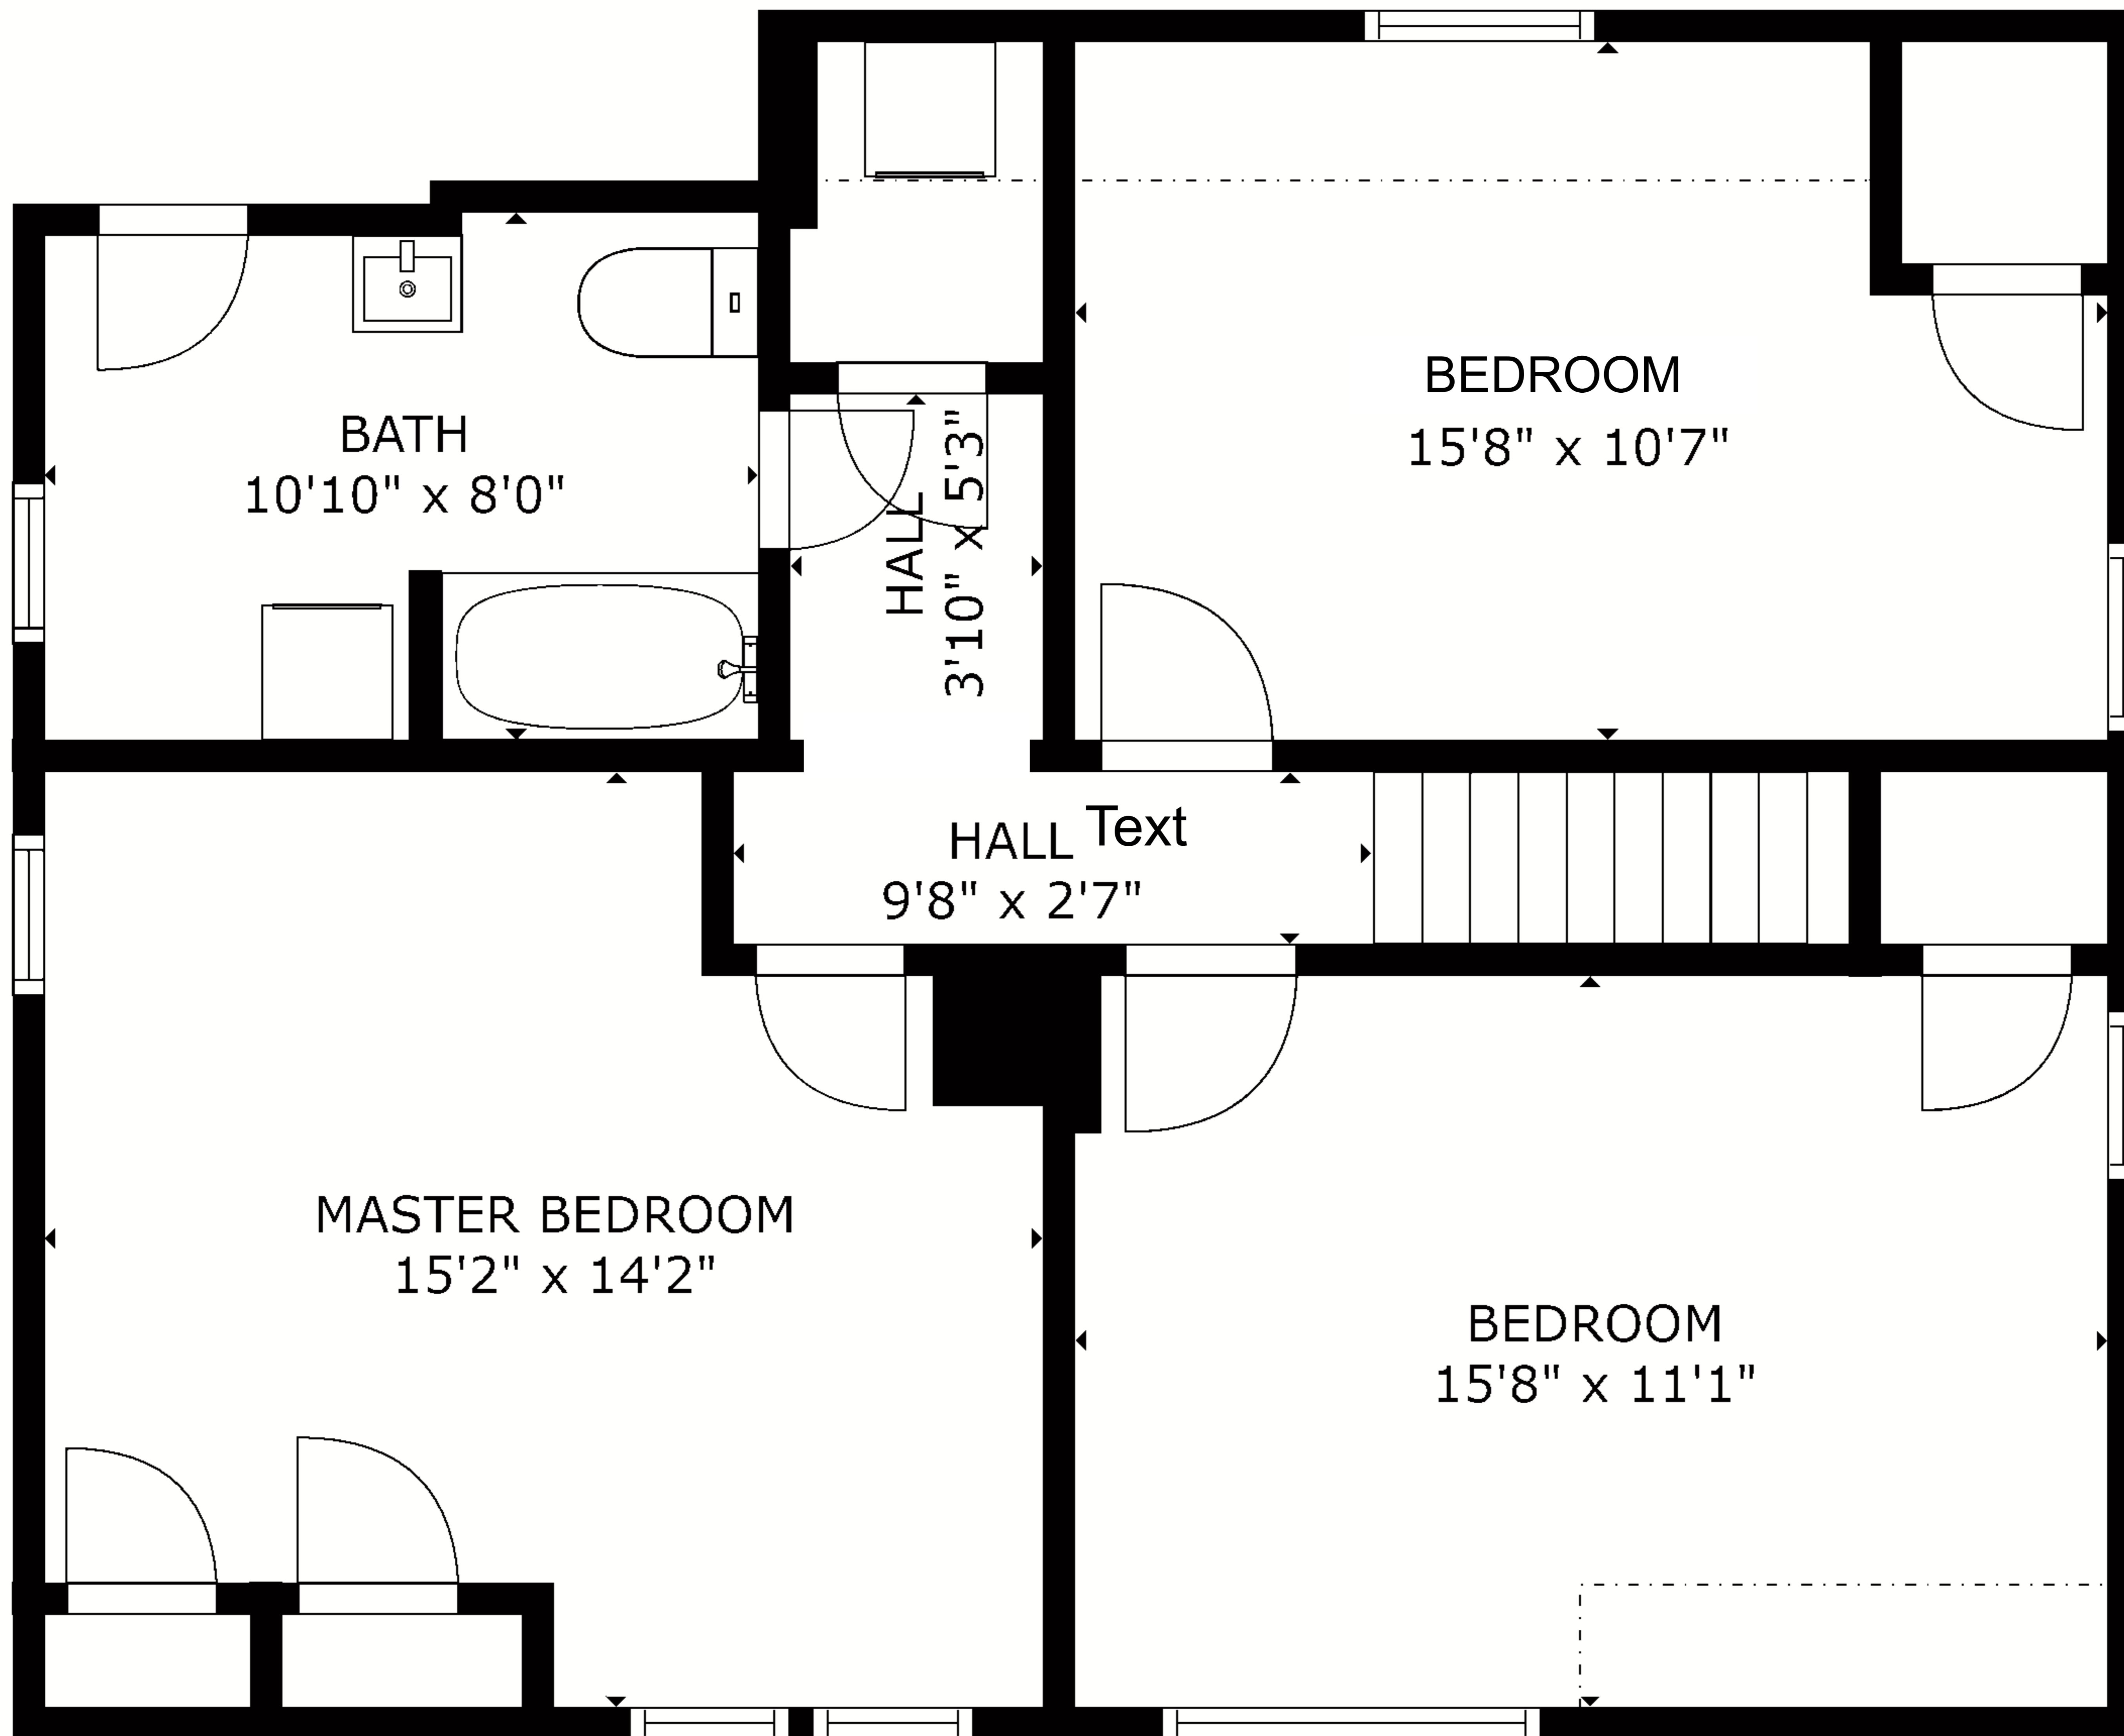 BEDROOM
15'8" x 10'7"
BATH
10'10" x 8'0"
HALL
3'10" x 5'3"
HALL Text
9'8" x 2'7"
MASTER BEDROOM
15'2" x 14'2"
BEDROOM
15'8" x 11'1"